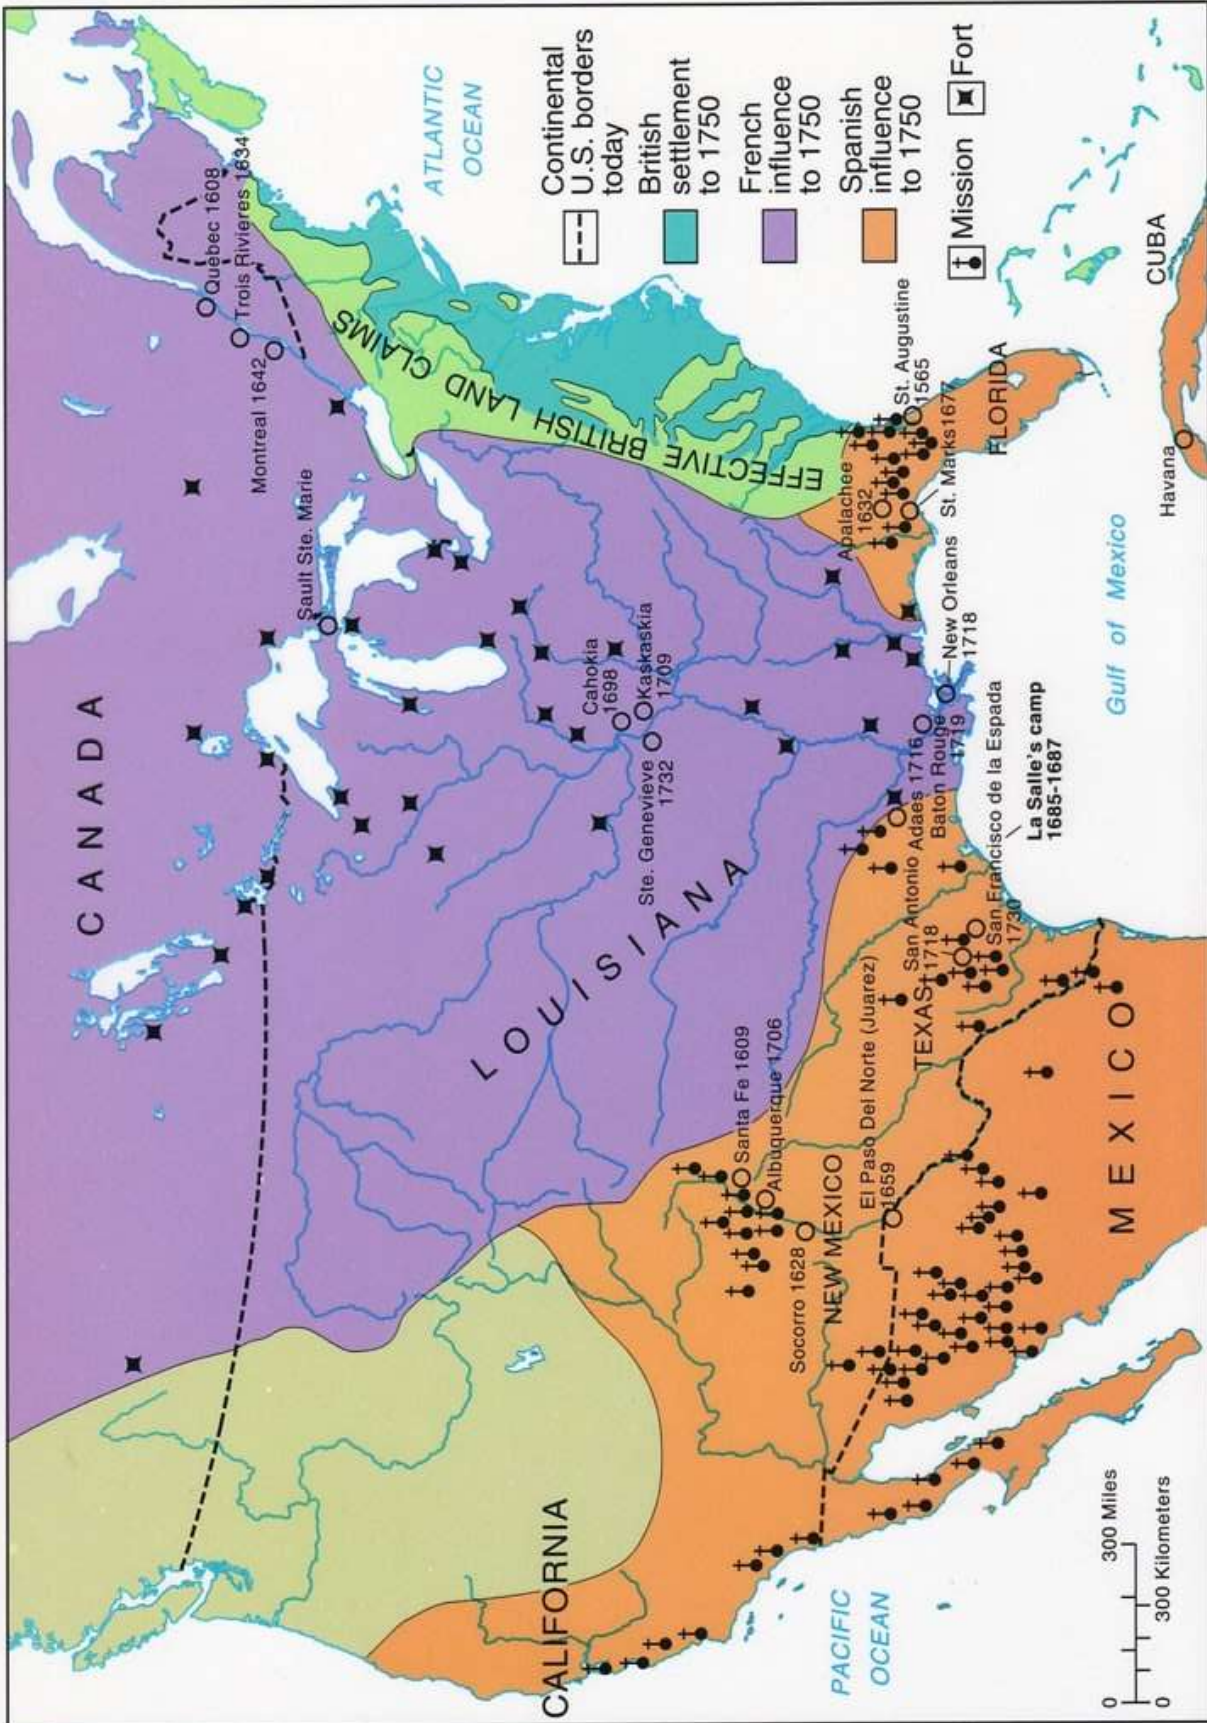 CANADA
Quebec 1608
Trois Rivieres 1634
Montreal 1642
Sault Ste. Marie
ATLANTIC
OCEAN
EFFECTIVE BRITISH LAND CLAIMS
Continental
U.S. borders
today
British
settlement
to 1750
French
influence
to 1750
Spanish
influence
to 1750
Mission
Fort
LOUISIANA
Cahokia
1698
Kaskaskia
1709
Ste. Genevieve
1732
Apalachee
1632
St. Augustine
1565
St. Marks 1677
FLORIDA
New Orleans
1718
Baton Rouge
1719
Adaes 1716
San Antonio
1718
San Francisco de la Espada
1730
La Salle's camp
1685-1687
TEXAS
Santa Fe 1609
Albuquerque 1706
El Paso Del Norte (Juarez)
1659
Socorro 1628
NEW MEXICO
CALIFORNIA
MEXICO
Gulf of Mexico
Havana
CUBA
PACIFIC
OCEAN
0
300 Miles
0
300 Kilometers